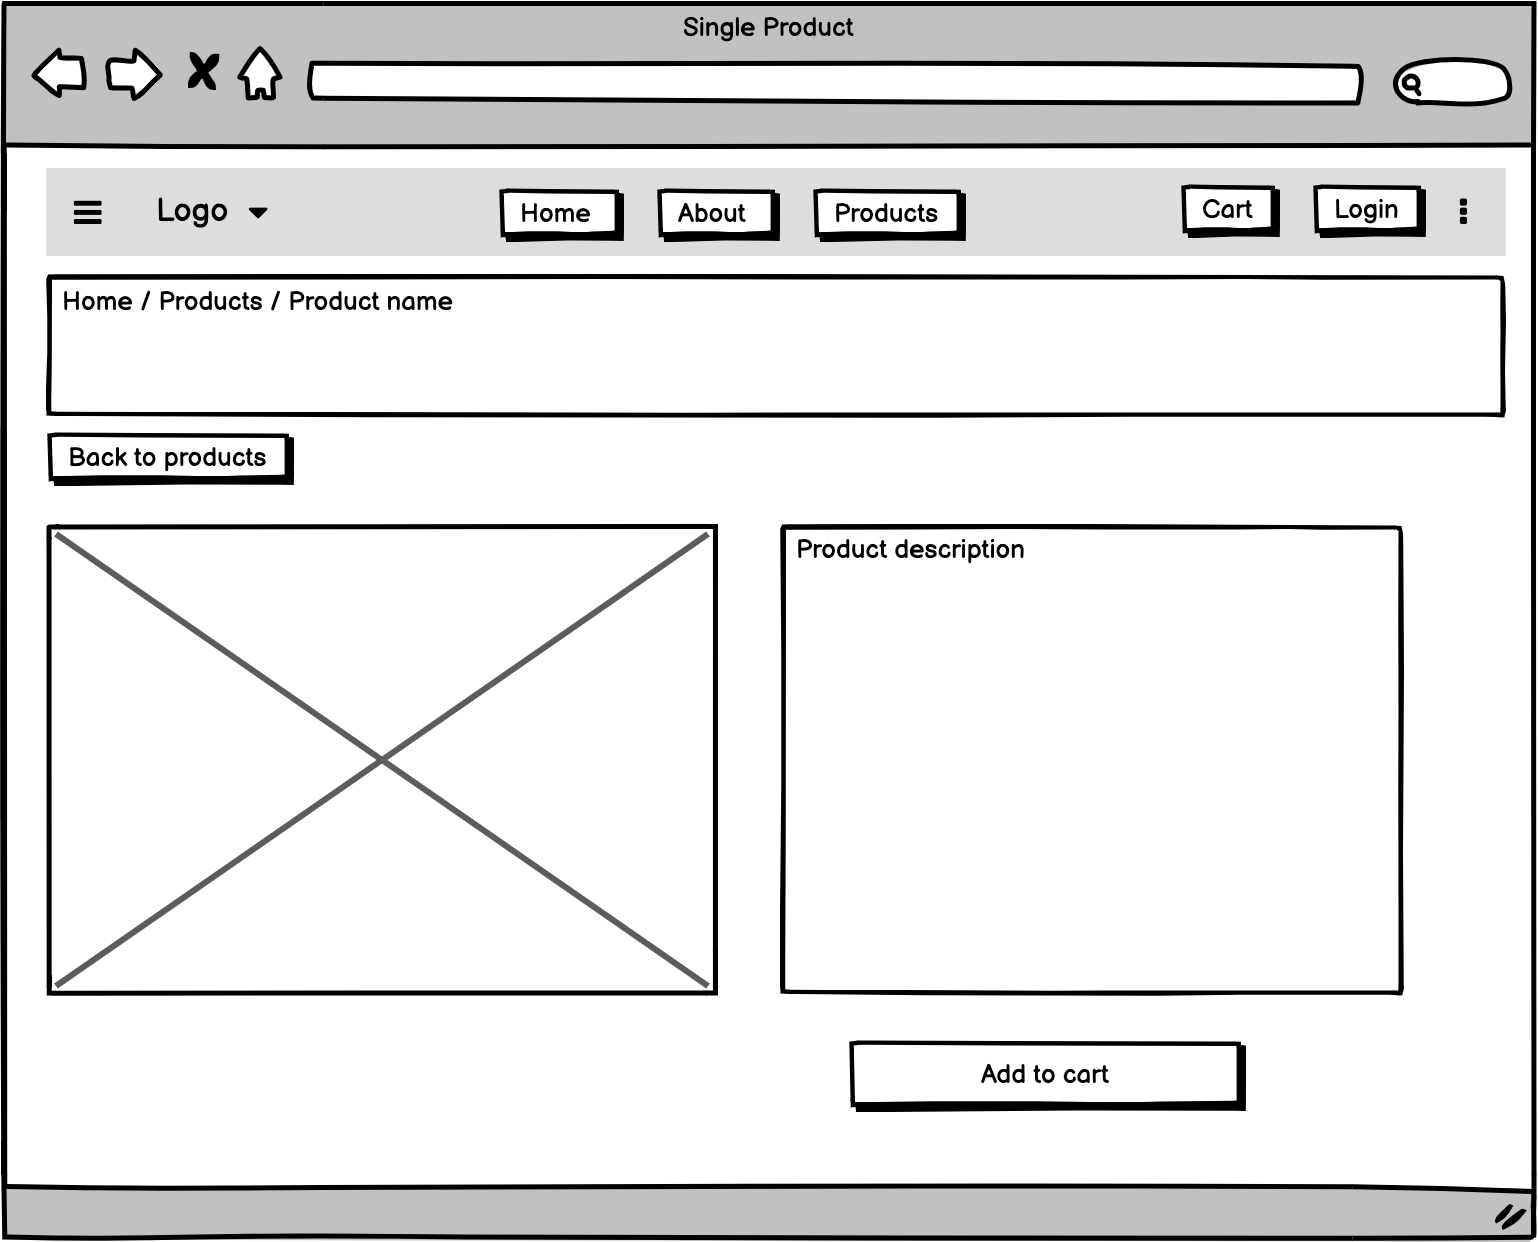 Single Product
Logo
Home
About
Products
Cart
Login
Home / Products / Product name
Back to products
Product description
Add to cart